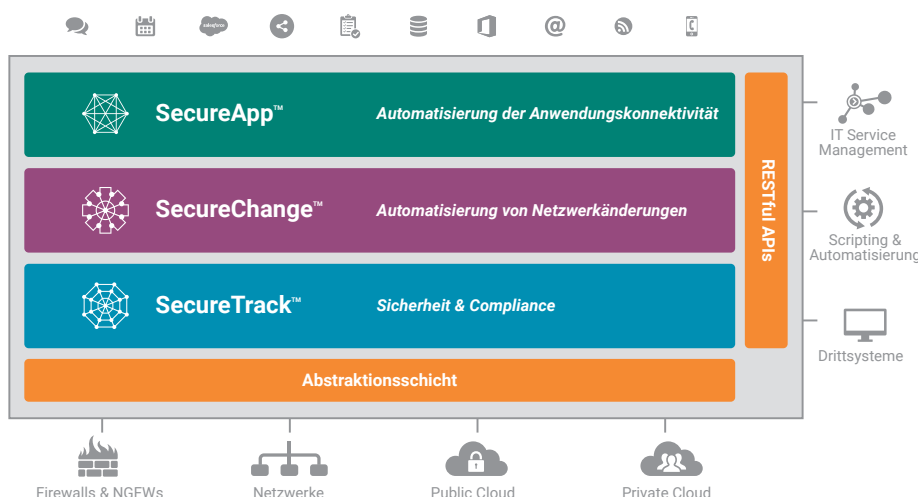 salesforce
SecureApp™
Automatisierung der Anwendungskonnektivität
SecureChange™
Automatisierung von Netzwerkänderungen
SecureTrack™
Sicherheit & Compliance
Abstraktionsschicht
RESTful APIs
IT Service
Management
Scripting &
Automatisierung
Drittsysteme
Firewalls & NGFWs
Netzwerke
Public Cloud
Private Cloud